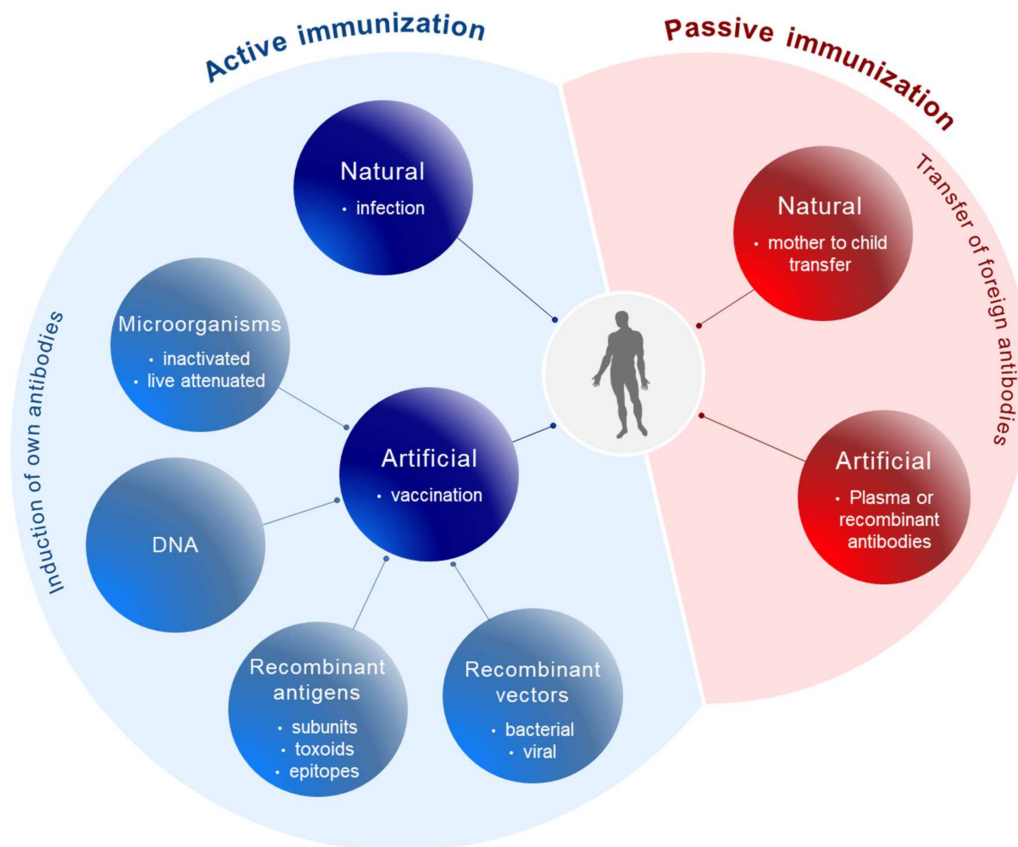 Active immunization
Induction of own antibodies
Natural
• infection
Microorganisms
• inactivated
• live attenuated
Artificial
• vaccination
DNA
Recombinant
antigens
• subunits
• toxoids
• epitopes
Recombinant
vectors
• bacterial
• viral
Passive immunization
Transfer of foreign antibodies
Natural
• mother to child
transfer
Artificial
• Plasma or
recombinant
antibodies